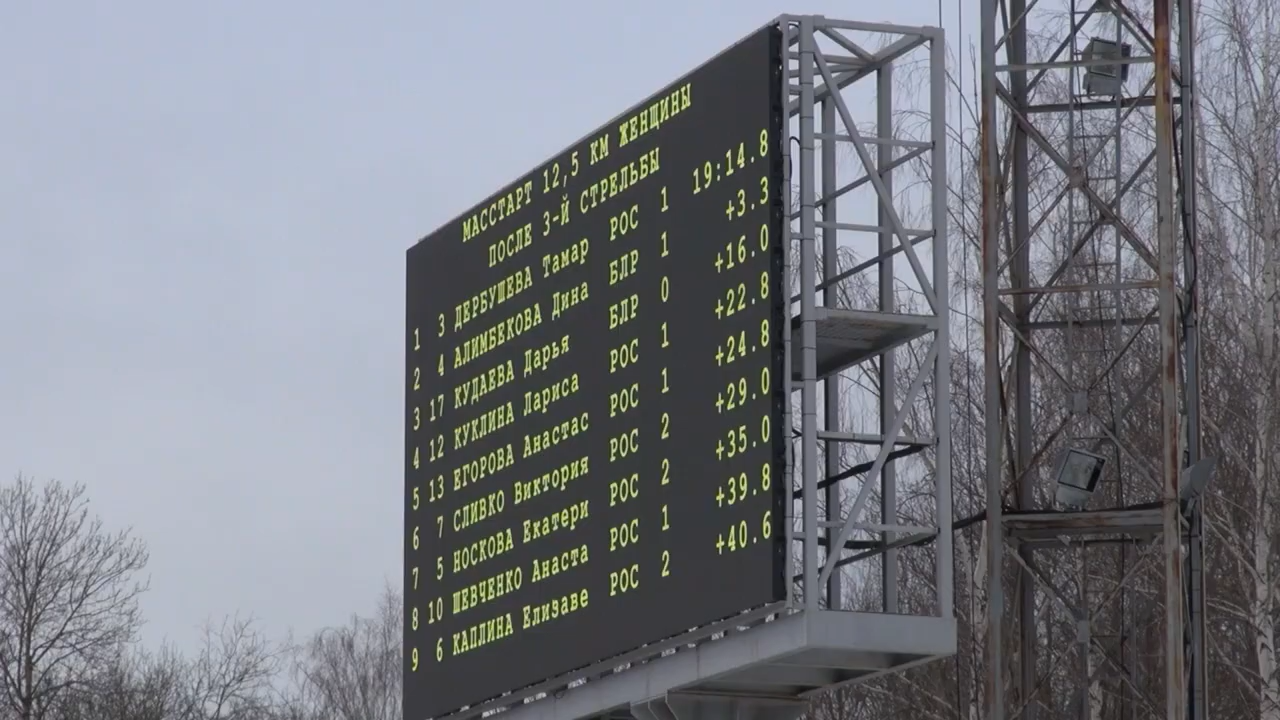 МАССТАРТ 12,5 КМ ЖЕНЩИНЫ
ПОСЛЕ 3-Й СТРЕЛЬБЫ
1 3 ДЕРБУШЕВА Тамар РОС 1 19:14.8
2 4 АЛИМБЕКОВА Дина БЛР 1 +3.3
3 17 КУДАЕВА Дарья БЛР 0 +16.0
4 12 КУКЛИНА Лариса РОС 1 +22.8
5 13 ЕГОРОВА Анастас РОС 1 +24.8
6 7 СЛИВКО Виктория РОС 2 +29.0
7 5 НОСКОВА Екатери РОС 2 +35.0
8 10 ШЕВЧЕНКО Анаста РОС 1 +39.8
9 6 КАПЛИНА Елизаве РОС 2 +40.6